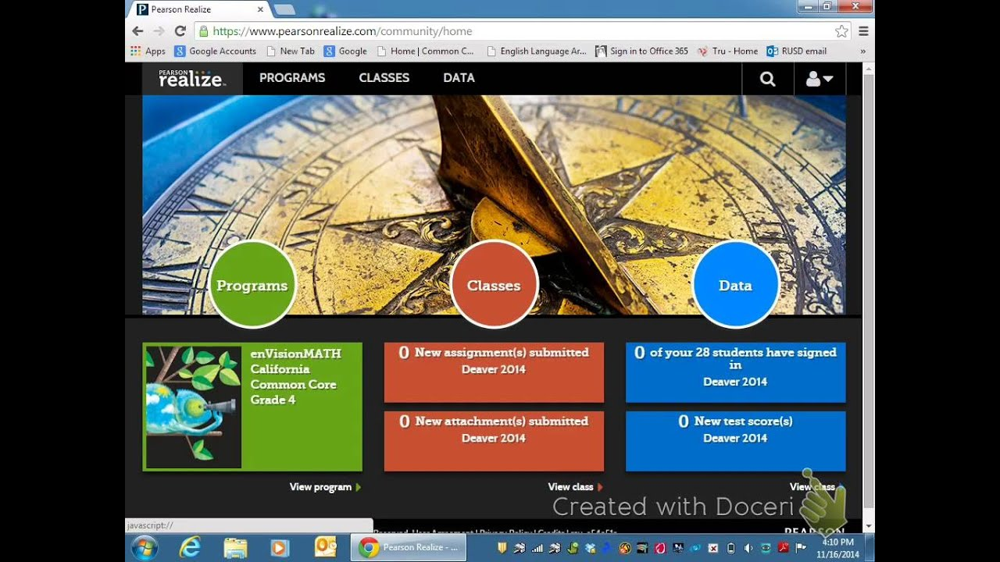 Pearson Realize
https://www.pearsonrealize.com/community/home
Apps Google Accounts New Tab Google Home | Common C... English Language Ar... Sign in to Office 365 Tru - Home RUSD email »
PEARSON
realize PROGRAMS CLASSES DATA
Programs Classes Data
enVisionMATH
California
Common Core
Grade 4
0 New assignment(s) submitted
Deaver 2014
0 New attachment(s) submitted
Deaver 2014
0 of your 28 students have signed
in
Deaver 2014
0 New test score(s)
Deaver 2014
View program View class View class
Created with Doceri
javascript://
Reserved. User Agreement | Privacy Policy | Credits |
PEARSON
Pearson Realize - ...
4:10 PM
11/16/2014